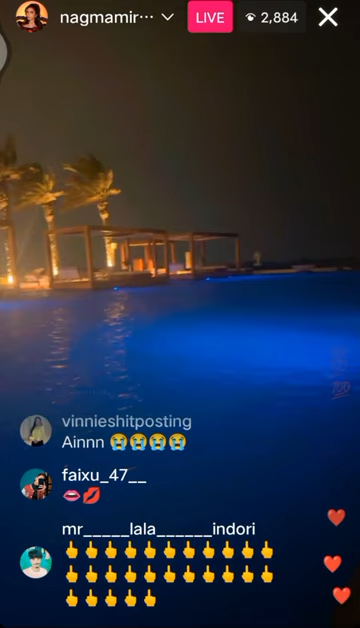 nagmamir···
LIVE
2,884
vinnieshitposting
Ainnn 😭😭😭😭
faixu_47__
👄💋
mr_____lala______indori
👆👆👆👆👆👆👆👆👆👆👆
👆👆👆👆👆👆👆👆👆👆👆
👆👆👆👆👆
💯